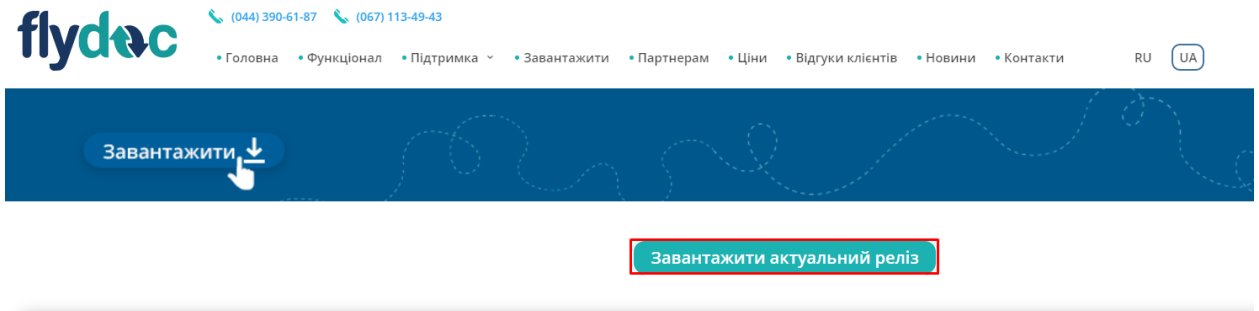 flydoc
(044) 390-61-87 (067) 113-49-43
• Головна • Функціонал • Підтримка • Завантажити • Партнерам • Ціни • Відгуки клієнтів • Новини • Контакти RU UA
Завантажити
Завантажити актуальний реліз